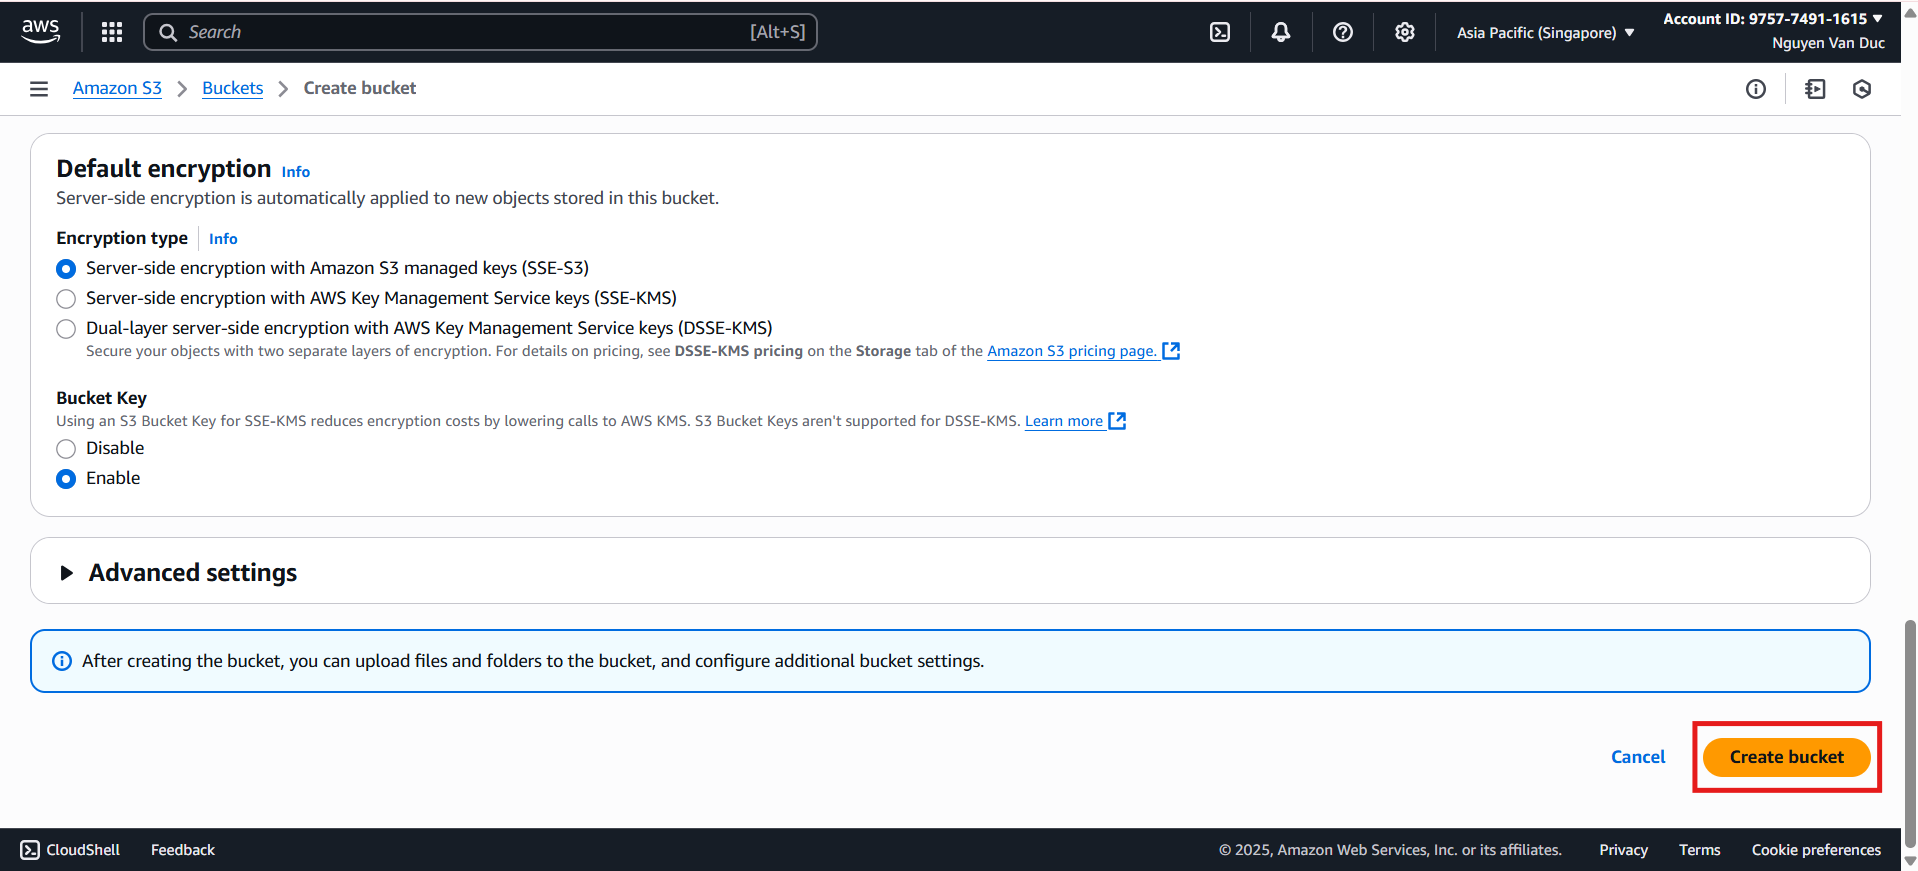 aws
Search [Alt+S]
Asia Pacific (Singapore)
Account ID: 9757-7491-1615
Nguyen Van Duc
Amazon S3 > Buckets > Create bucket
Default encryption Info
Server-side encryption is automatically applied to new objects stored in this bucket.
Encryption type Info
Server-side encryption with Amazon S3 managed keys (SSE-S3)
Server-side encryption with AWS Key Management Service keys (SSE-KMS)
Dual-layer server-side encryption with AWS Key Management Service keys (DSSE-KMS)
Secure your objects with two separate layers of encryption. For details on pricing, see DSSE-KMS pricing on the Storage tab of the Amazon S3 pricing page.
Bucket Key
Using an S3 Bucket Key for SSE-KMS reduces encryption costs by lowering calls to AWS KMS. S3 Bucket Keys aren't supported for DSSE-KMS. Learn more
Disable
Enable
Advanced settings
After creating the bucket, you can upload files and folders to the bucket, and configure additional bucket settings.
Cancel Create bucket
CloudShell Feedback © 2025, Amazon Web Services, Inc. or its affiliates. Privacy Terms Cookie preferences